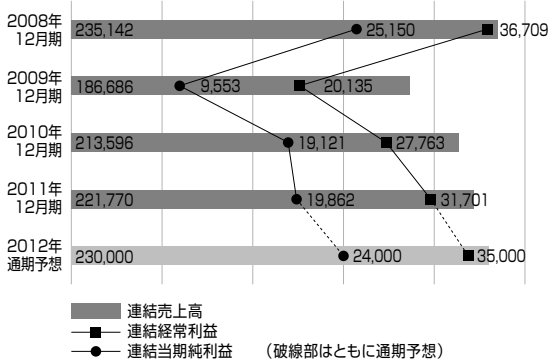 2008年
12月期
235,142
25,150
36,709
2009年
12月期
186,686
9,553
20,135
2010年
12月期
213,596
19,121
27,763
2011年
12月期
221,770
19,862
31,701
2012年
通期予想
230,000
24,000
35,000
連結売上高
連結経常利益
連結当期純利益 (破線部はともに通期予想)